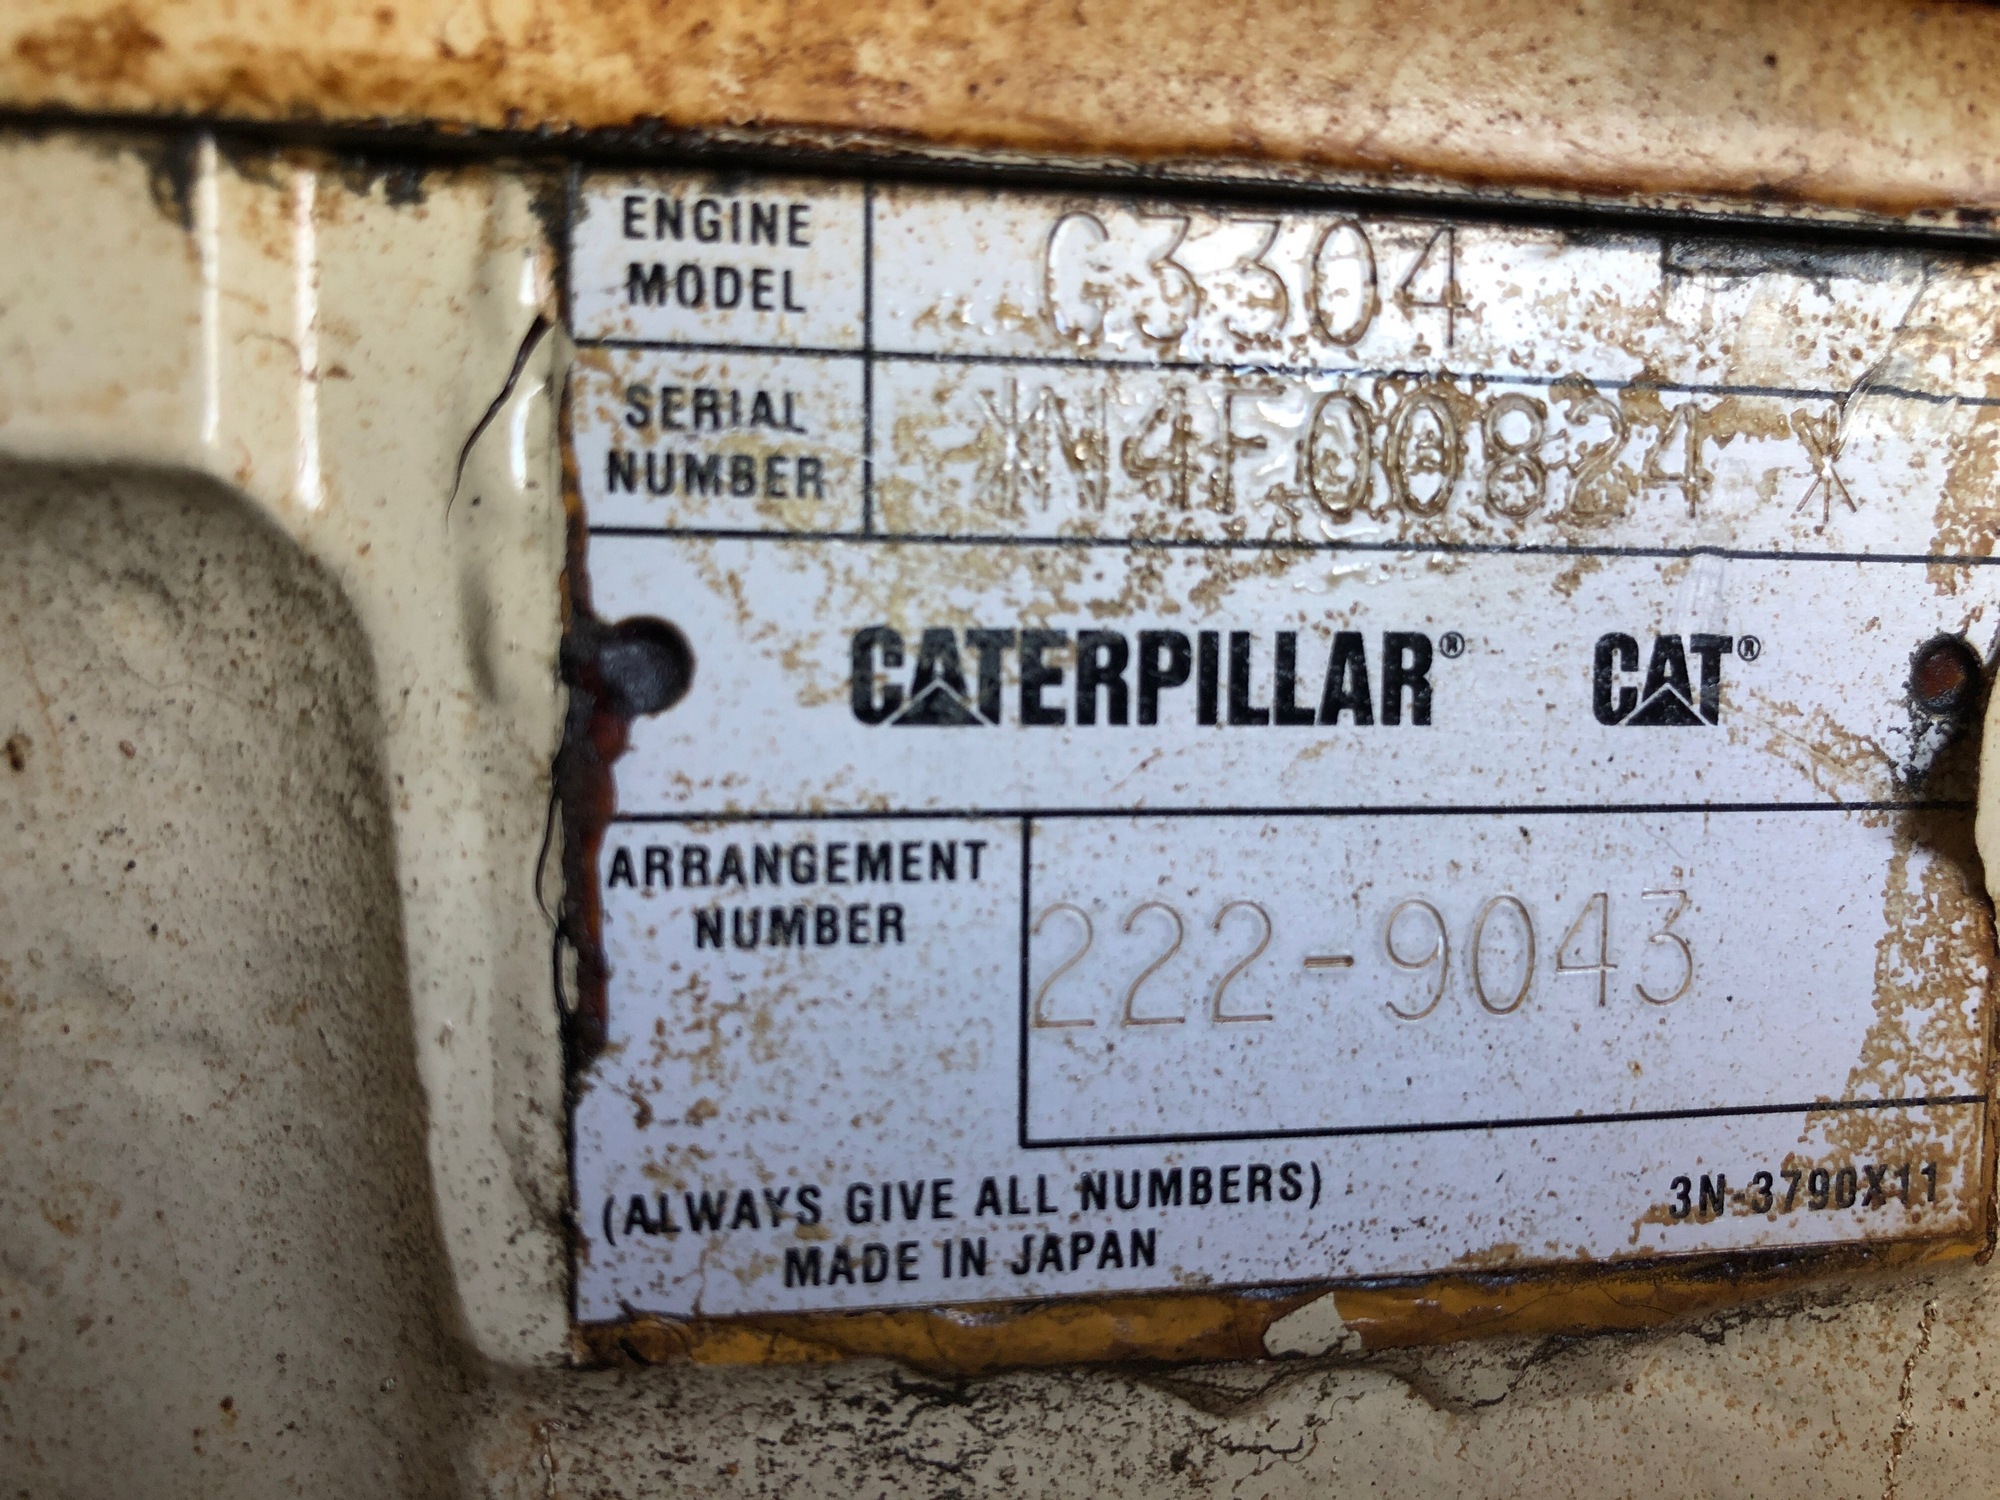 ENGINE
MODEL
G3304
SERIAL
NUMBER
*N4F00824*
CATERPILLAR® CAT®
ARRANGEMENT
NUMBER
222-9043
(ALWAYS GIVE ALL NUMBERS)
3N-3790X11
MADE IN JAPAN